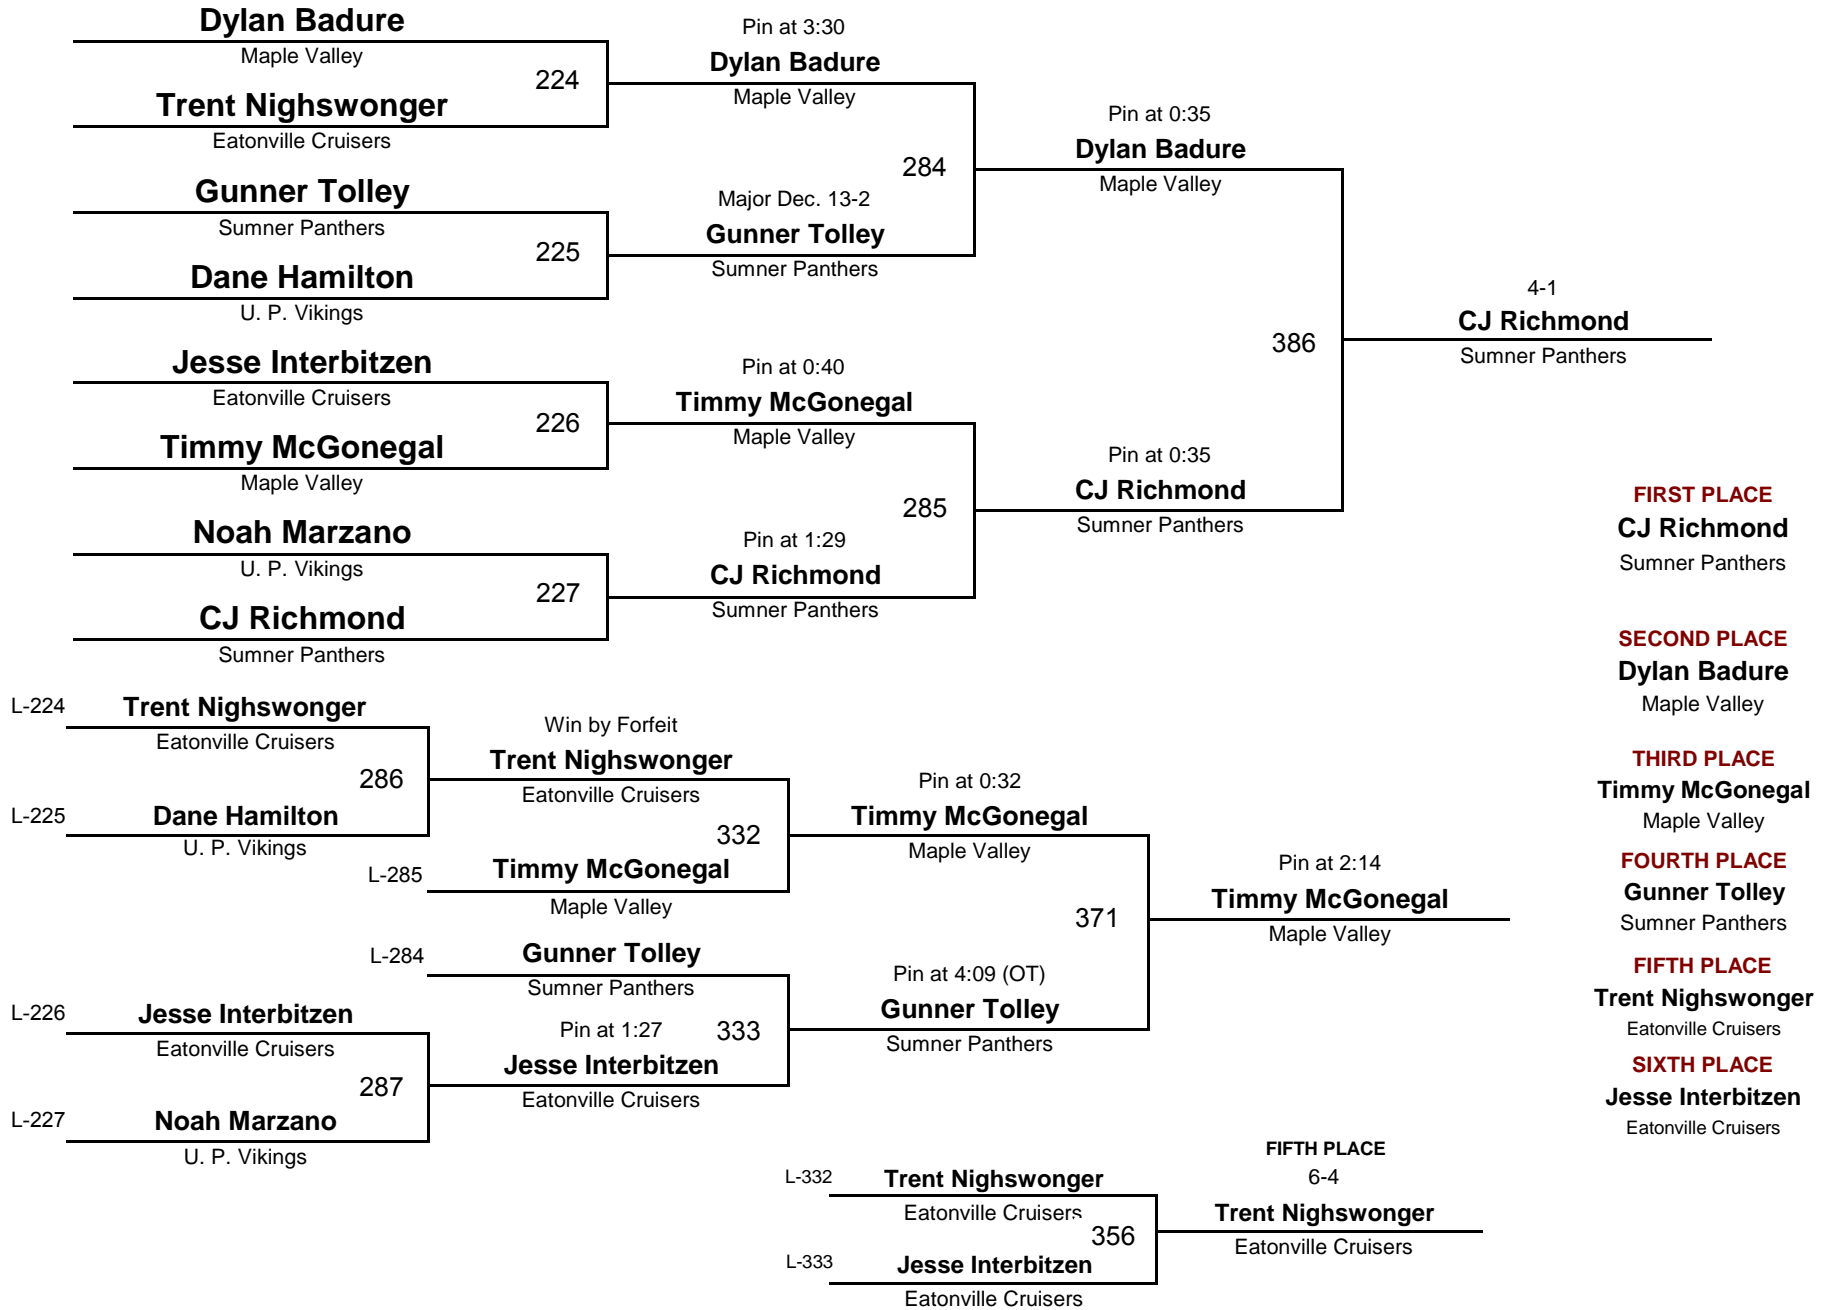 Dylan Badure
Maple Valley
224
Trent Nighswonger
Eatonville Cruisers
Gunner Tolley
Sumner Panthers
225
Dane Hamilton
U. P. Vikings
Jesse Interbitzen
Eatonville Cruisers
226
Timmy McGonegal
Maple Valley
Noah Marzano
U. P. Vikings
227
CJ Richmond
Sumner Panthers
Pin at 3:30
Dylan Badure
Maple Valley
284
Major Dec. 13-2
Gunner Tolley
Sumner Panthers
Pin at 0:40
Timmy McGonegal
Maple Valley
285
Pin at 1:29
CJ Richmond
Sumner Panthers
Pin at 0:35
Dylan Badure
Maple Valley
386
Pin at 0:35
CJ Richmond
Sumner Panthers
4-1
CJ Richmond
Sumner Panthers
L-224
Trent Nighswonger
Eatonville Cruisers
286
L-225
Dane Hamilton
U. P. Vikings
L-226
Jesse Interbitzen
Eatonville Cruisers
287
L-227
Noah Marzano
U. P. Vikings
Win by Forfeit
Trent Nighswonger
Eatonville Cruisers
332
L-285
Timmy McGonegal
Maple Valley
L-284
Gunner Tolley
Sumner Panthers
333
Pin at 1:27
Jesse Interbitzen
Eatonville Cruisers
Pin at 0:32
Timmy McGonegal
Maple Valley
371
Pin at 4:09 (OT)
Gunner Tolley
Sumner Panthers
Pin at 2:14
Timmy McGonegal
Maple Valley
L-332
Trent Nighswonger
Eatonville Cruisers
356
L-333
Jesse Interbitzen
Eatonville Cruisers
FIFTH PLACE
6-4
Trent Nighswonger
Eatonville Cruisers
FIRST PLACE
CJ Richmond
Sumner Panthers
SECOND PLACE
Dylan Badure
Maple Valley
THIRD PLACE
Timmy McGonegal
Maple Valley
FOURTH PLACE
Gunner Tolley
Sumner Panthers
FIFTH PLACE
Trent Nighswonger
Eatonville Cruisers
SIXTH PLACE
Jesse Interbitzen
Eatonville Cruisers